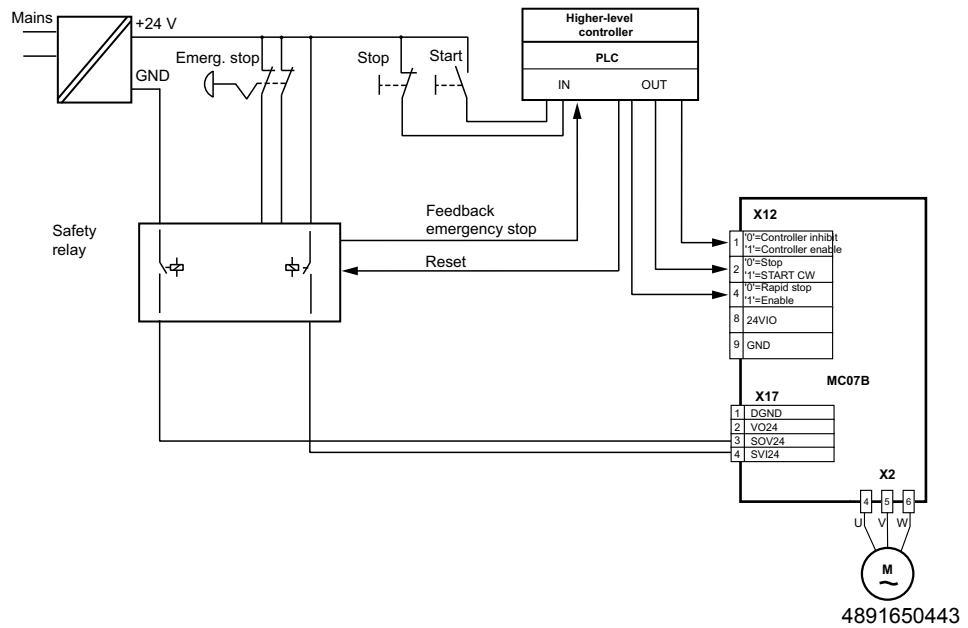 Mains
+24 V
GND
Emerg. stop
Stop
Start
Higher-level
controller
PLC
IN
OUT
Safety
relay
Feedback
emergency stop
Reset
X12
1 '0'=Controller inhibit
'1'=Controller enable
2 '0'=Stop
'1'=START CW
4 '0'=Rapid stop
'1'=Enable
8 24VIO
9 GND
MC07B
X17
1 DGND
2 VO24
3 SOV24
4 SVI24
X2
4 5 6
U V W
M
4891650443